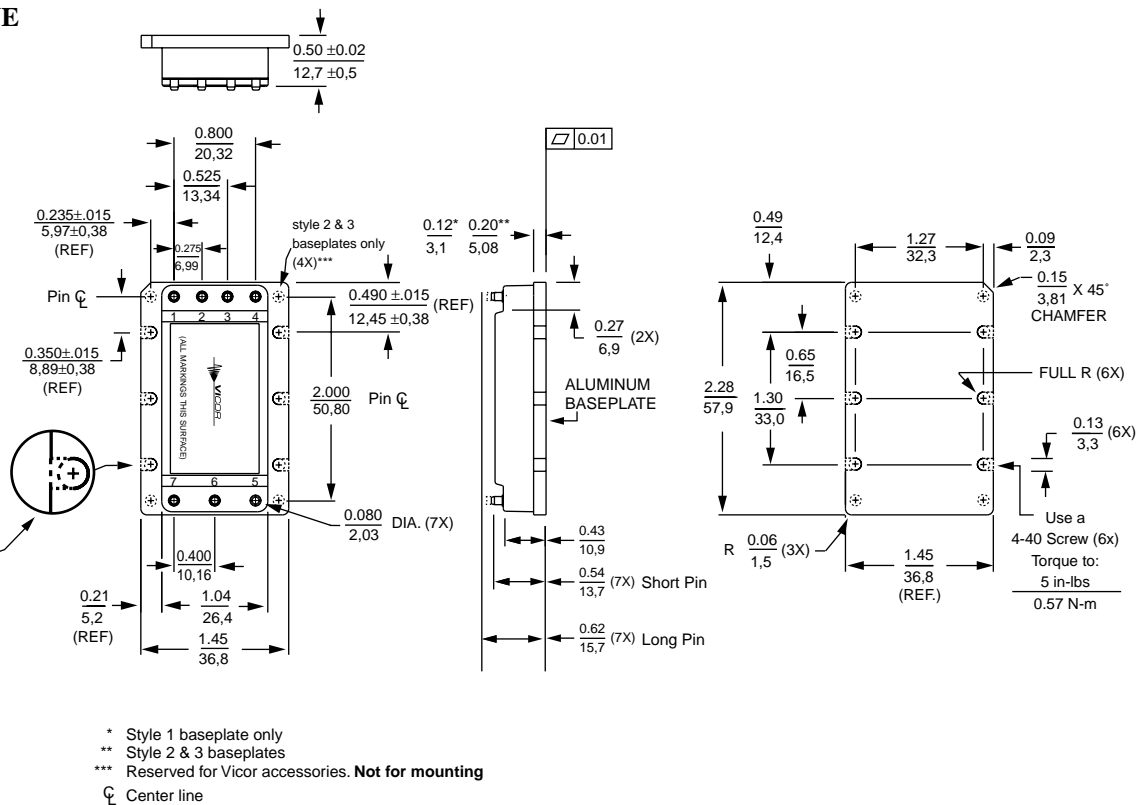 E
0.50 ±0.02
12,7 ±0,5
0.800
20,32
0.01
0.525
13,34
0.235±.015
5,97±0,38
(REF)
style 2 & 3
baseplates only
(4X)***
0.275
6,99
0.12* 0.20**
3,1 5,08
0.49
12,4
1.27
32,3
0.09
2,3
0.15
3,81 X 45°
CHAMFER
Pin ℄
0.490 ±.015 (REF)
12,45 ±0,38
1 2 3 4
0.27 (2X)
6,9
0.350±.015
8,89±0,38
(REF)
0.65
16,5
FULL R (6X)
VICOR
(ALL MARKINGS THIS SURFACE)
2.000
50,80
Pin ℄
ALUMINUM
BASEPLATE
2.28
57,9
1.30
33,0
0.13 (6X)
3,3
7 6 5
0.080 DIA. (7X)
2,03
0.43
10,9
R 0.06 (3X)
1,5
Use a
4-40 Screw (6x)
Torque to:
5 in-lbs
0.57 N-m
0.400
10,16
0.54 (7X) Short Pin
13,7
1.45
36,8
(REF.)
0.21
5,2
(REF)
1.04
26,4
0.62 (7X) Long Pin
15,7
1.45
36,8
* Style 1 baseplate only
** Style 2 & 3 baseplates
*** Reserved for Vicor accessories. Not for mounting
℄ Center line